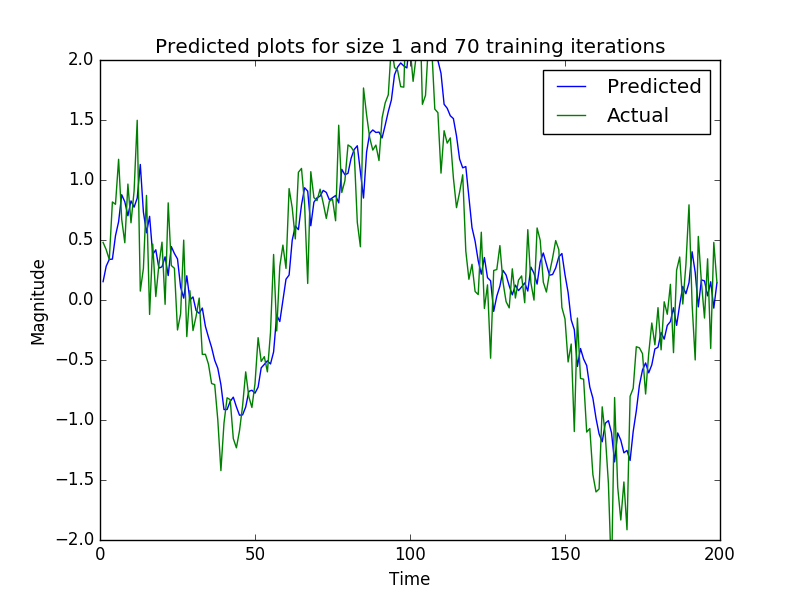 Predicted plots for size 1 and 70 training iterations
2.0
1.5
1.0
0.5
0.0
−0.5
−1.0
−1.5
−2.0
Magnitude
Predicted
Actual
0 50 100 150 200
Time